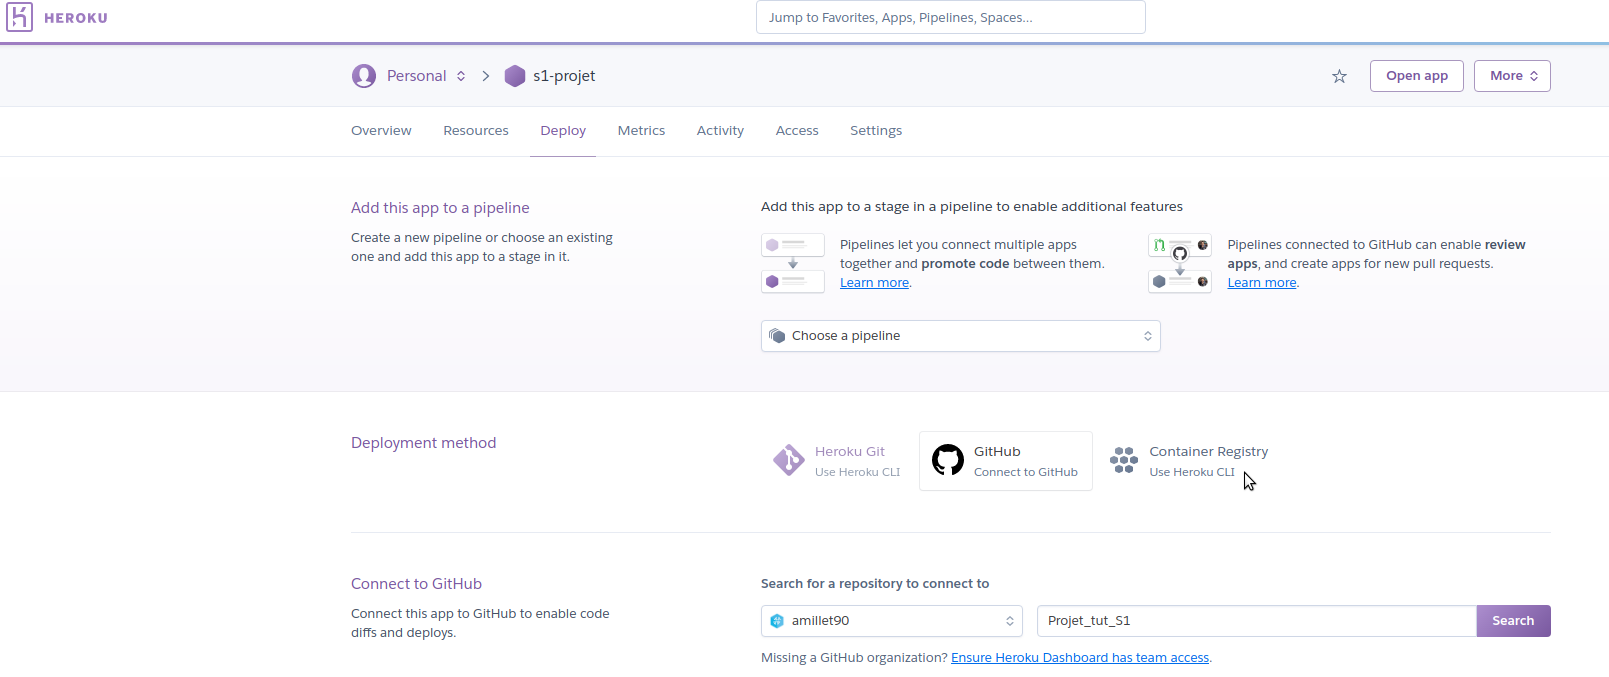 HEROKU
Jump to Favorites, Apps, Pipelines, Spaces...
Personal
s1-projet
Open app
More
Overview
Resources
Deploy
Metrics
Activity
Access
Settings
Add this app to a pipeline
Create a new pipeline or choose an existing
one and add this app to a stage in it.
Add this app to a stage in a pipeline to enable additional features
Pipelines let you connect multiple apps
together and promote code between them.
Learn more.
Pipelines connected to GitHub can enable review
apps, and create apps for new pull requests.
Learn more.
Choose a pipeline
Deployment method
Heroku Git
Use Heroku CLI
GitHub
Connect to GitHub
Container Registry
Use Heroku CLI
Connect to GitHub
Connect this app to GitHub to enable code
diffs and deploys.
Search for a repository to connect to
amillet90
Projet_tut_S1
Search
Missing a GitHub organization? Ensure Heroku Dashboard has team access.